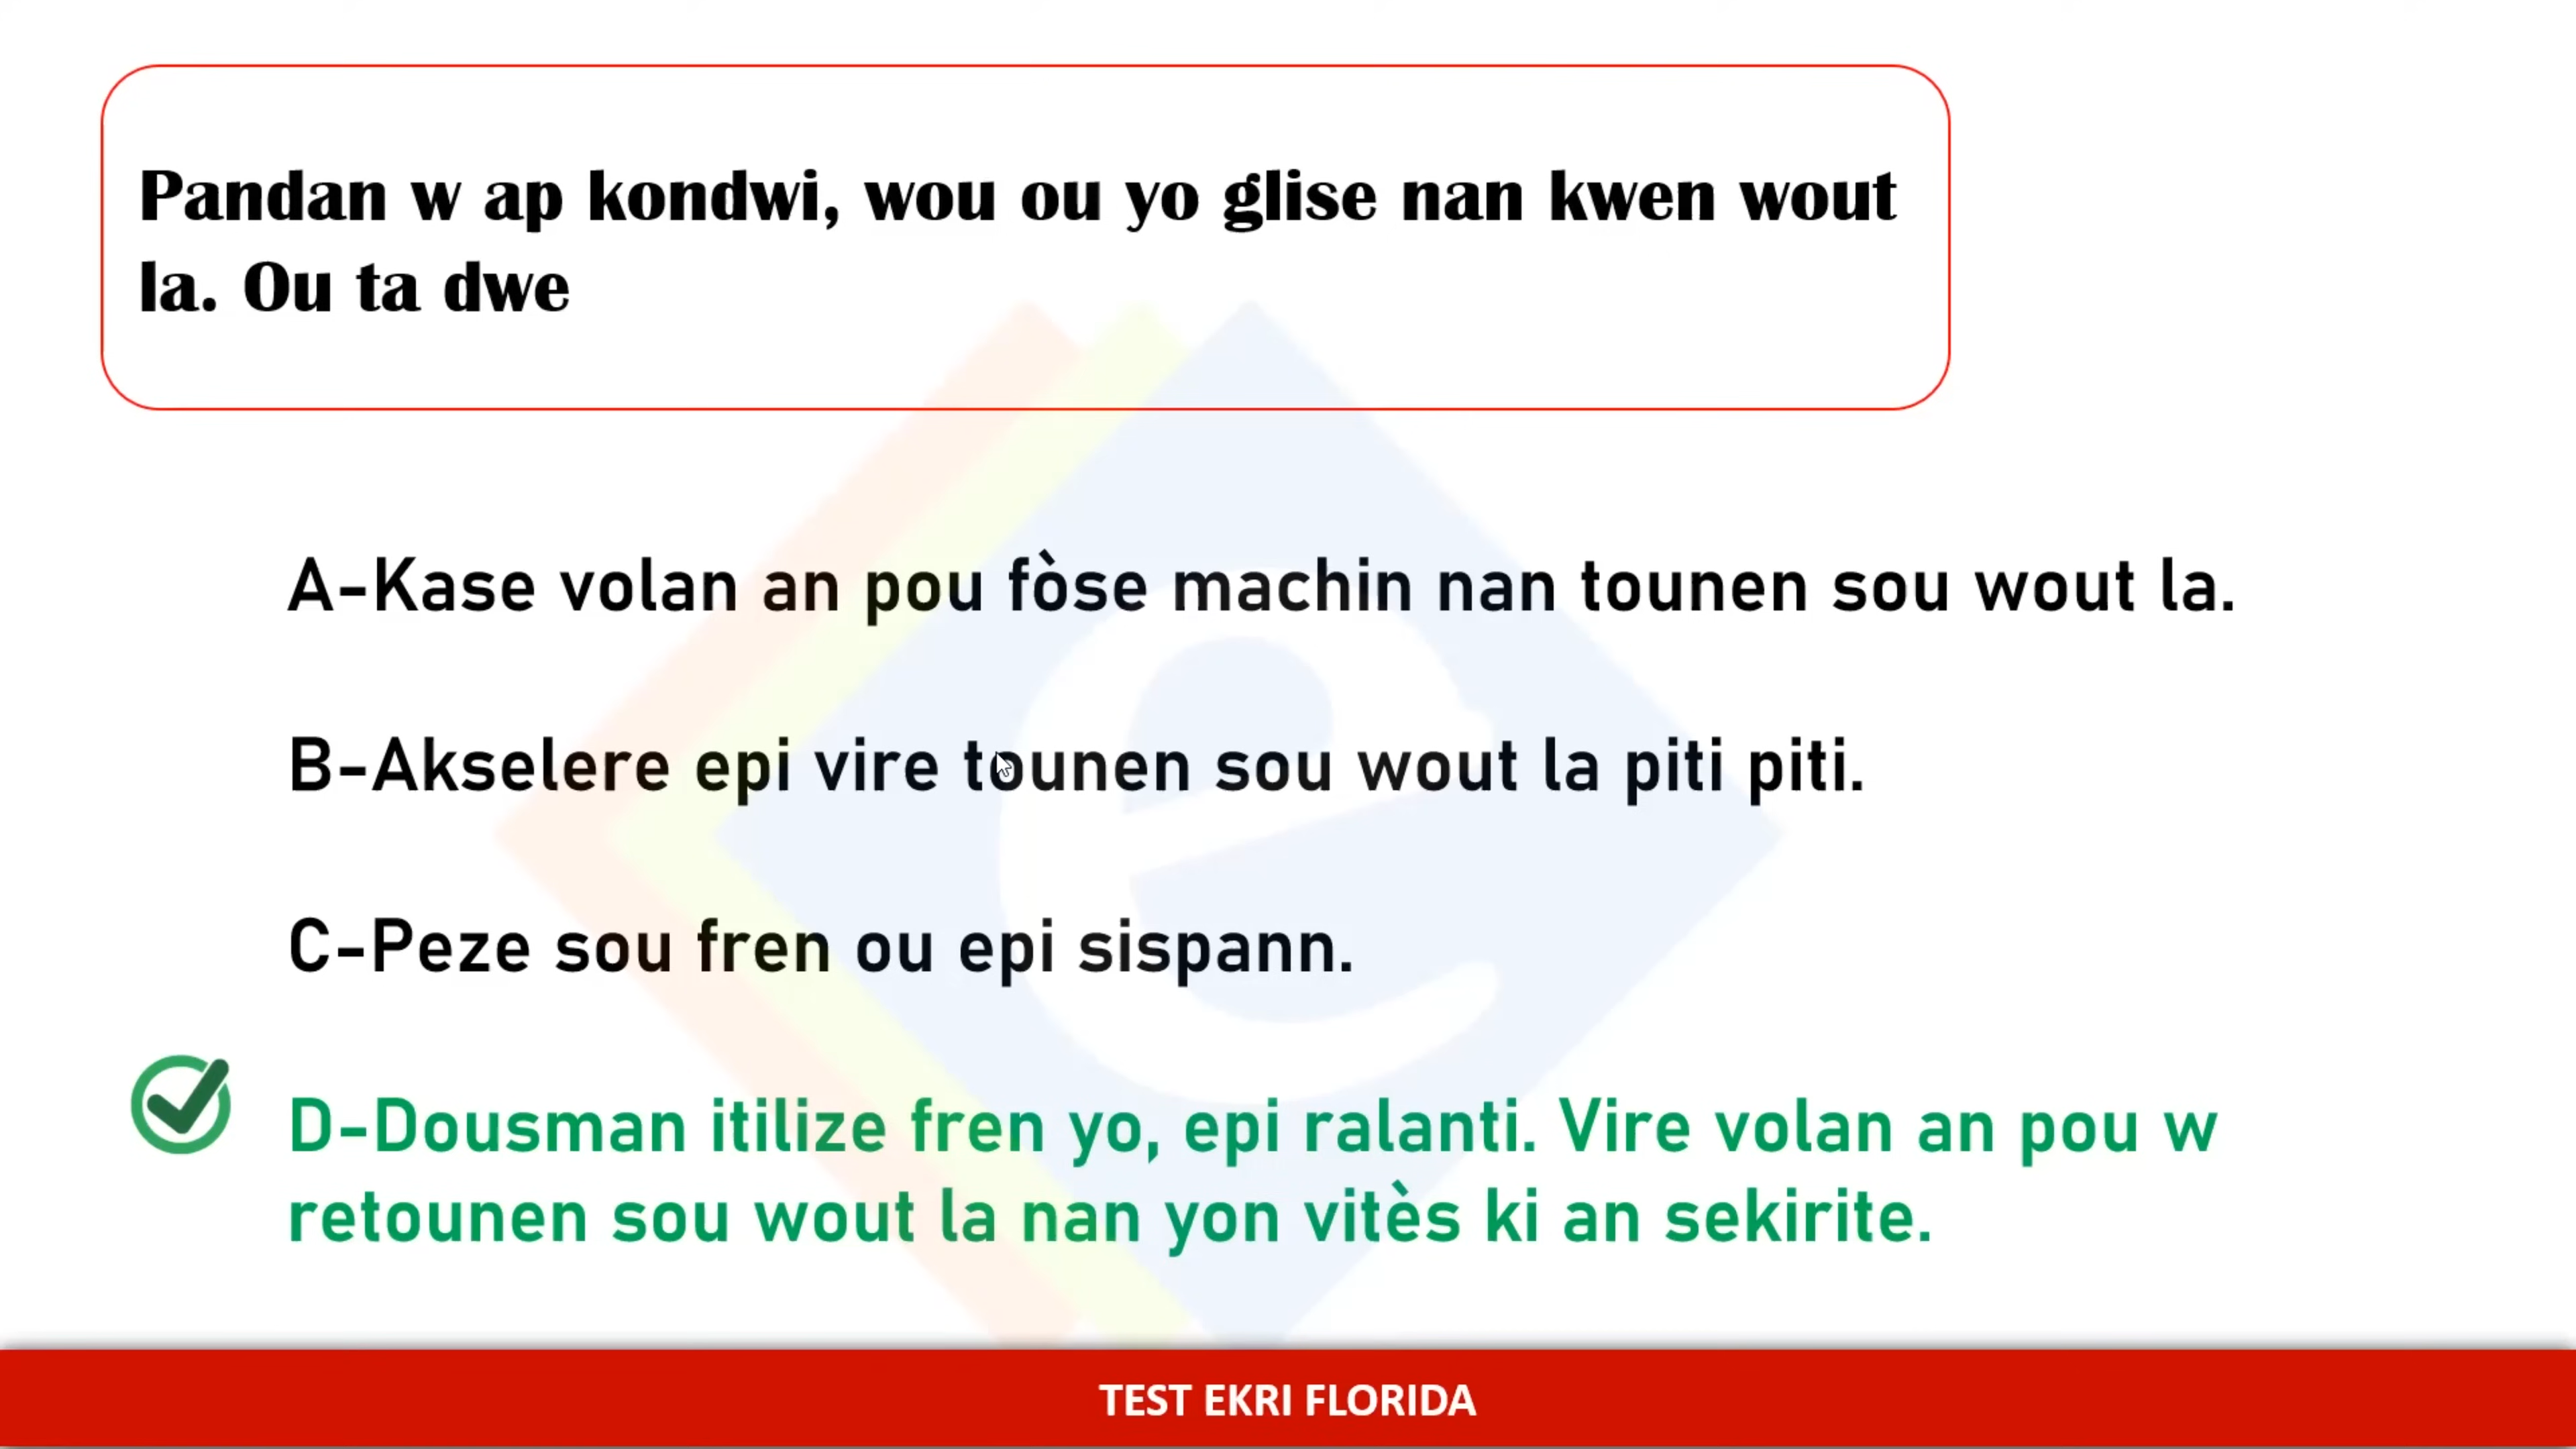 Pandan w ap kondwi, wou ou yo glise nan kwen wout
la. Ou ta dwe
A-Kase volan an pou fòse machin nan tounen sou wout la.
B-Akselere epi vire tounen sou wout la piti piti.
C-Peze sou fren ou epi sispann.
D-Dousman itilize fren yo, epi ralanti. Vire volan an pou w
retounen sou wout la nan yon vitès ki an sekirite.
TEST EKRI FLORIDA